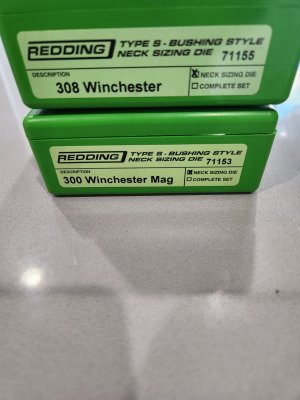 REDDING
TYPE S - BUSHING STYLE
NECK SIZING DIE 71155
DESCRIPTION
308 Winchester
NECK SIZING DIE
COMPLETE SET
REDDING
TYPE S - BUSHING STYLE
NECK SIZING DIE 71153
DESCRIPTION
300 Winchester Mag
NECK SIZING DIE
COMPLETE SET